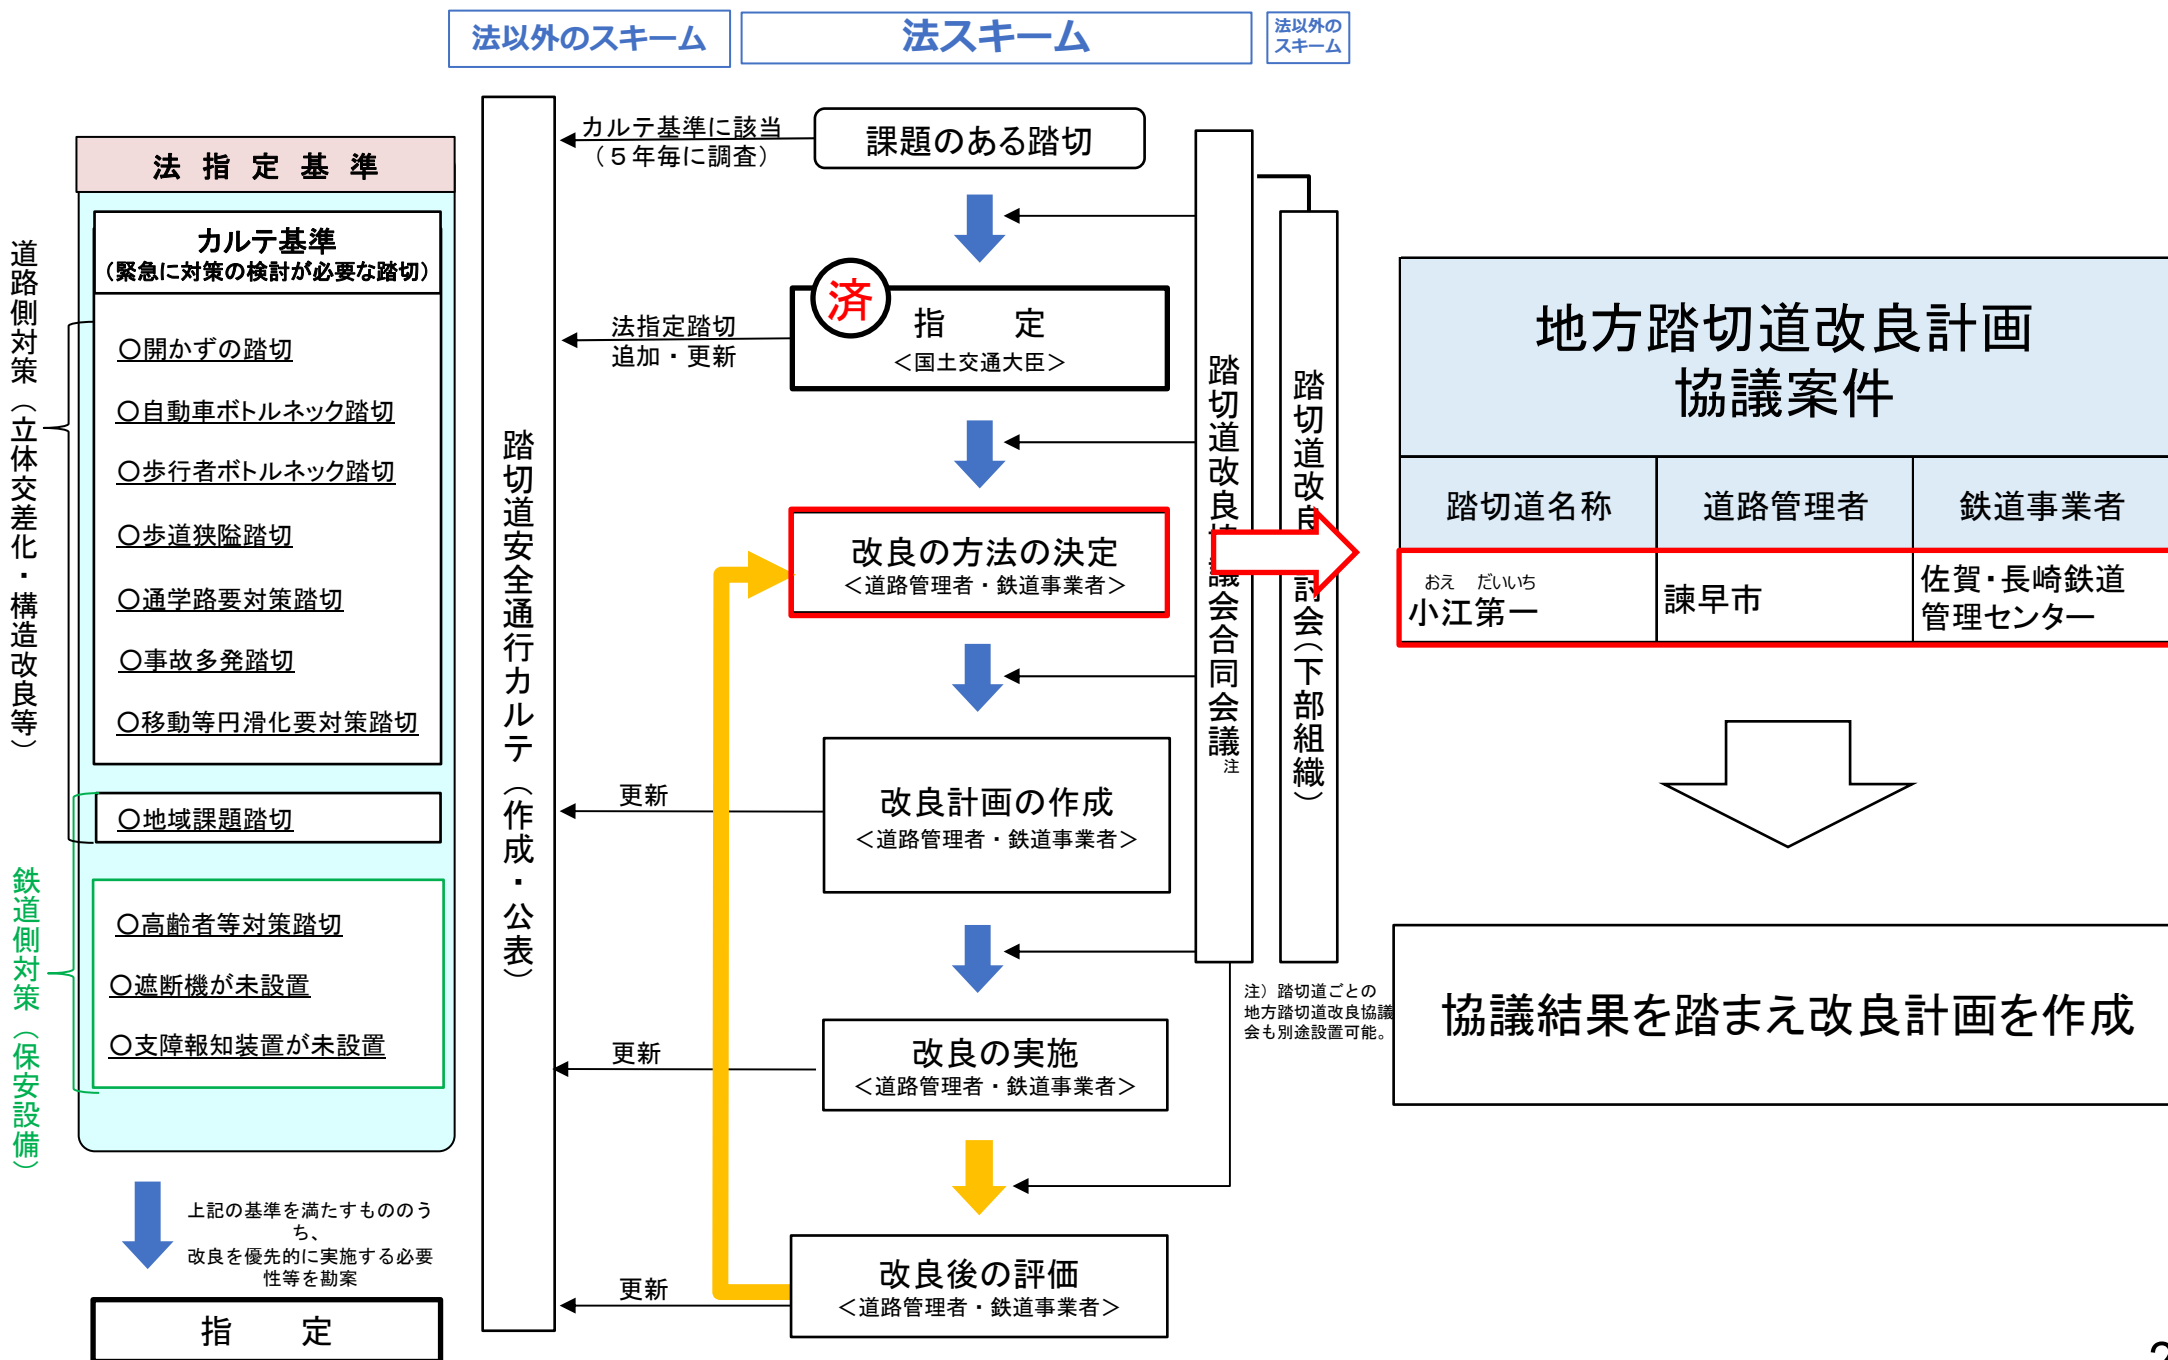 法以外のスキーム
法スキーム
法以外の
スキーム
法指定基準
カルテ基準
（緊急に対策の検討が必要な踏切）
〇開かずの踏切
〇自動車ボトルネック踏切
〇歩行者ボトルネック踏切
〇歩道狭隘踏切
〇通学路要対策踏切
〇事故多発踏切
〇移動等円滑化要対策踏切
〇地域課題踏切
〇高齢者等対策踏切
〇遮断機が未設置
〇支障報知装置が未設置
道路側対策（立体交差化・構造改良等）
鉄道側対策（保安設備）
上記の基準を満たすもののう
ち、
改良を優先的に実施する必要
性等を勘案
指　定
踏切道安全通行カルテ（作成・公表）
カルテ基準に該当
（５年毎に調査）
法指定踏切
追加・更新
更新
更新
更新
課題のある踏切
済
指　定
＜国土交通大臣＞
改良の方法の決定
＜道路管理者・鉄道事業者＞
改良計画の作成
＜道路管理者・鉄道事業者＞
改良の実施
＜道路管理者・鉄道事業者＞
改良後の評価
＜道路管理者・鉄道事業者＞
踏切道改良協議会合同会議注
踏切道改良検討会（下部組織）
注）踏切道ごとの
地方踏切道改良協議
会も別途設置可能。
地方踏切道改良計画
協議案件
踏切道名称
道路管理者
鉄道事業者
おえ　だいいち
小江第一
諫早市
佐賀・長崎鉄道
管理センター
協議結果を踏まえ改良計画を作成